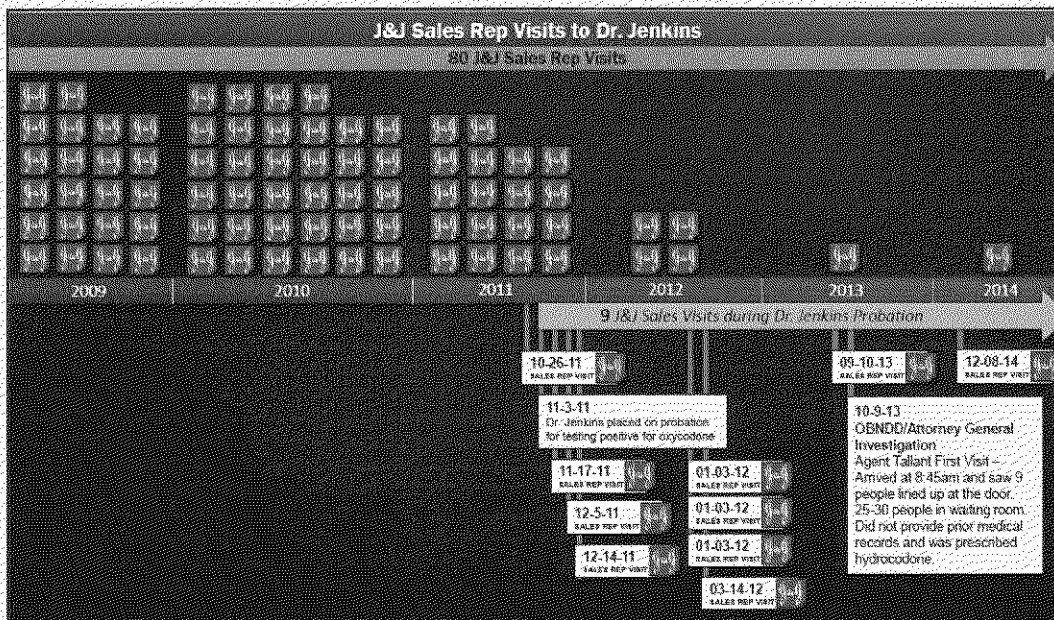 J&J Sales Rep Visits to Dr. Jenkins
80 J&J Sales Rep Visits
2009
2010
2011
2012
2013
2014
9 J&J Sales Visits during Dr. Jenkins Probation
10-26-11
SALES REP VISIT
09-10-13
SALES REP VISIT
12-08-14
SALES REP VISIT
11-3-11
Dr. Jenkins placed on probation
for testing positive for oxycodone
10-9-13
OBNDD/Attorney General
Investigation
Agent Tallant First Visit –
Arrived at 8:45am and saw 9
people lined up at the door.
25-30 people in waiting room.
Did not provide prior medical
records and was prescribed
hydrocodone.
11-17-11
SALES REP VISIT
01-03-12
SALES REP VISIT
12-5-11
SALES REP VISIT
01-03-12
SALES REP VISIT
12-14-11
SALES REP VISIT
01-03-12
SALES REP VISIT
03-14-12
SALES REP VISIT